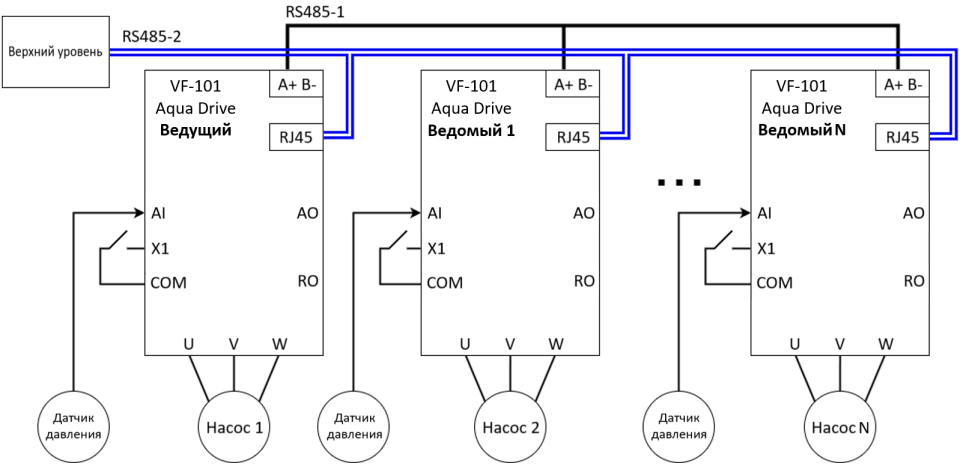 RS485-1
RS485-2
Верхний уровень
VF-101
Aqua Drive
Ведущий
A+ B-
RJ45
AI
AO
X1
COM
RO
U V W
Датчик
давления
Насос 1
VF-101
Aqua Drive
Ведомый 1
A+ B-
RJ45
AI
AO
X1
COM
RO
U V W
Датчик
давления
Насос 2
...
VF-101
Aqua Drive
Ведомый N
A+ B-
RJ45
AI
AO
X1
COM
RO
U V W
Датчик
давления
Насос N